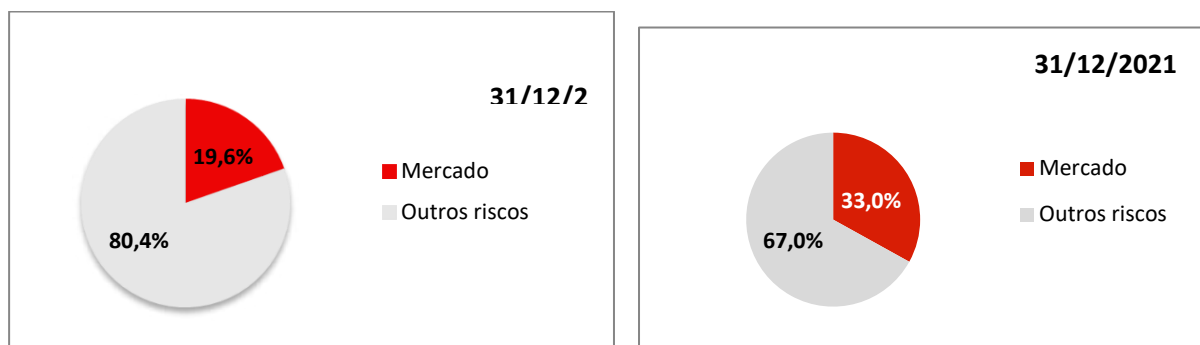 31/12/2
19,6%
Mercado
Outros riscos
80,4%
31/12/2021
Mercado
33,0%
Outros riscos
67,0%